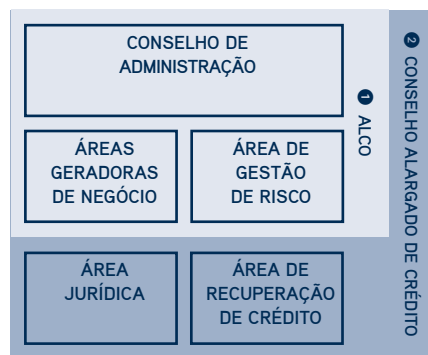 CONSELHO DE
ADMINISTRAÇÃO
ÁREAS
GERADORAS
DE NEGÓCIO
ÁREA DE
GESTÃO
DE RISCO
❶ ALCO
ÁREA
JURÍDICA
ÁREA DE
RECUPERAÇÃO
DE CRÉDITO
❷ CONSELHO ALARGADO DE CRÉDITO